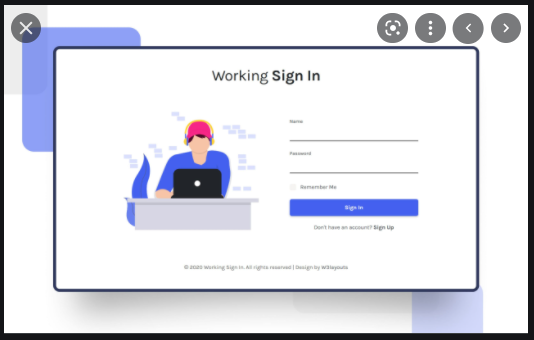 Working Sign In
Name
Password
Remember Me
Sign In
Don't have an account? Sign Up
© 2020 Working Sign In. All rights reserved | Design by W3layouts